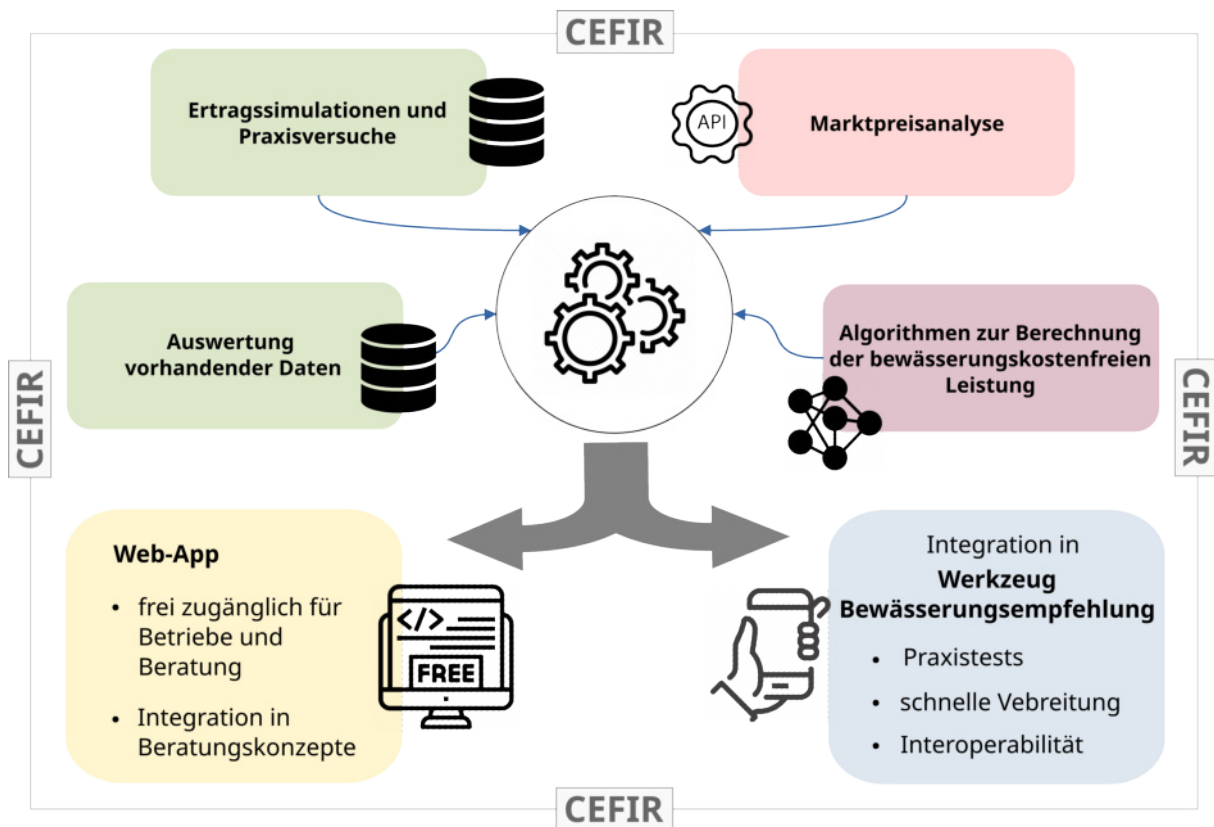 CEFIR
Ertragssimulationen und
Praxisversuche
API
Marktpreisanalyse
Auswertung
vorhandender Daten
Algorithmen zur Berechnung
der bewässerungskostenfreien
Leistung
CEFIR
CEFIR
Web-App
• frei zugänglich für
Betriebe und
Beratung
• Integration in
Beratungskonzepte
</>
FREE
Integration in
Werkzeug
Bewässerungsempfehlung
• Praxistests
• schnelle Vebreitung
• Interoperabilität
CEFIR